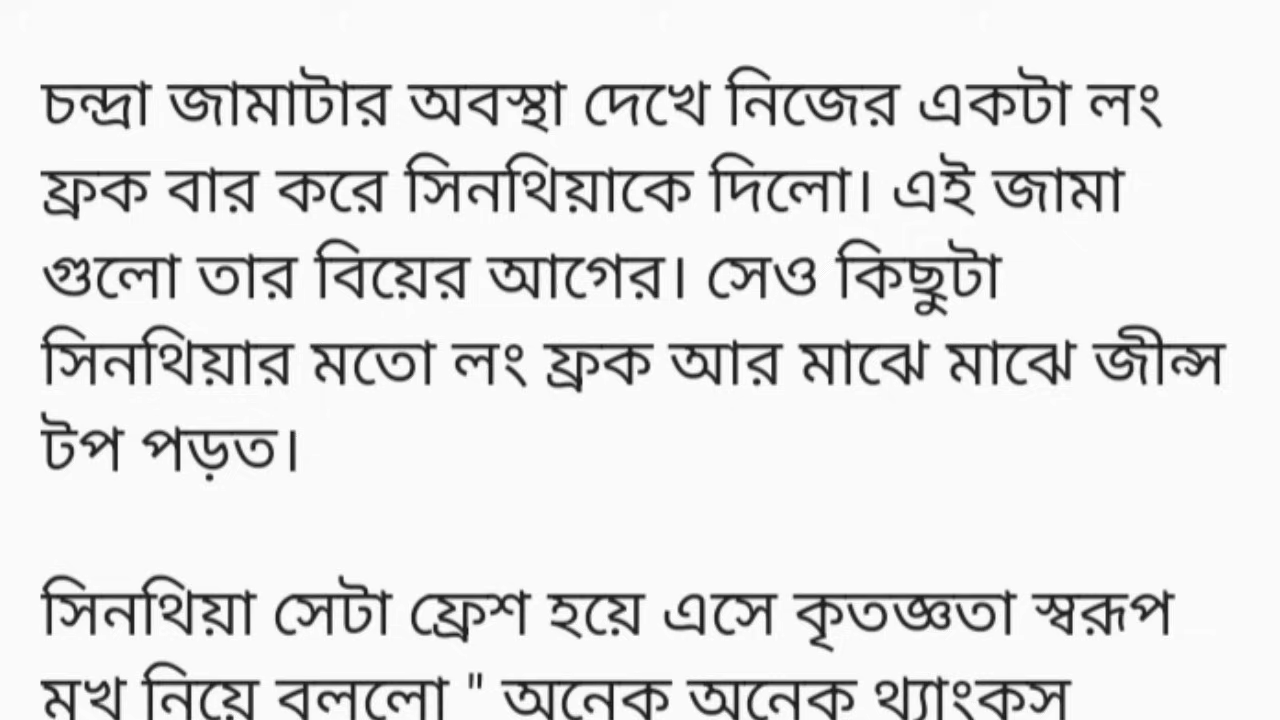 চন্দ্রা জামাটার অবস্থা দেখে নিজের একটা লং
ফ্রক বার করে সিনথিয়াকে দিলো। এই জামা
গুলো তার বিয়ের আগের। সেও কিছুটা
সিনথিয়ার মতো লং ফ্রক আর মাঝে মাঝে জীন্স
টপ পড়ত।
সিনথিয়া সেটা ফ্রেশ হয়ে এসে কৃতজ্ঞতা স্বরূপ
মুখ নিয়ে বললো " অনেক অনেক থ্যাংকস